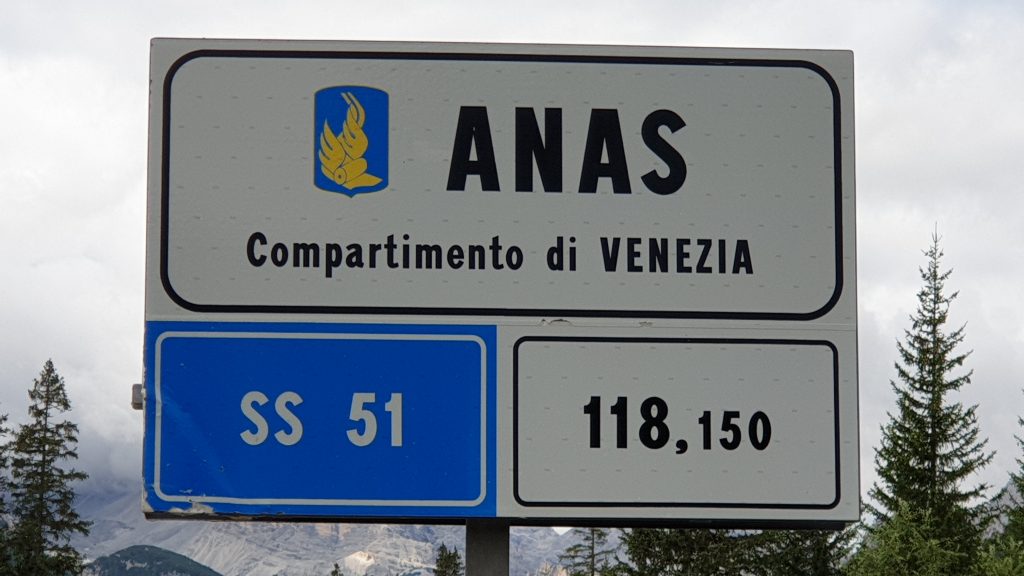 ANAS
Compartimento di VENEZIA
SS 51
118,150